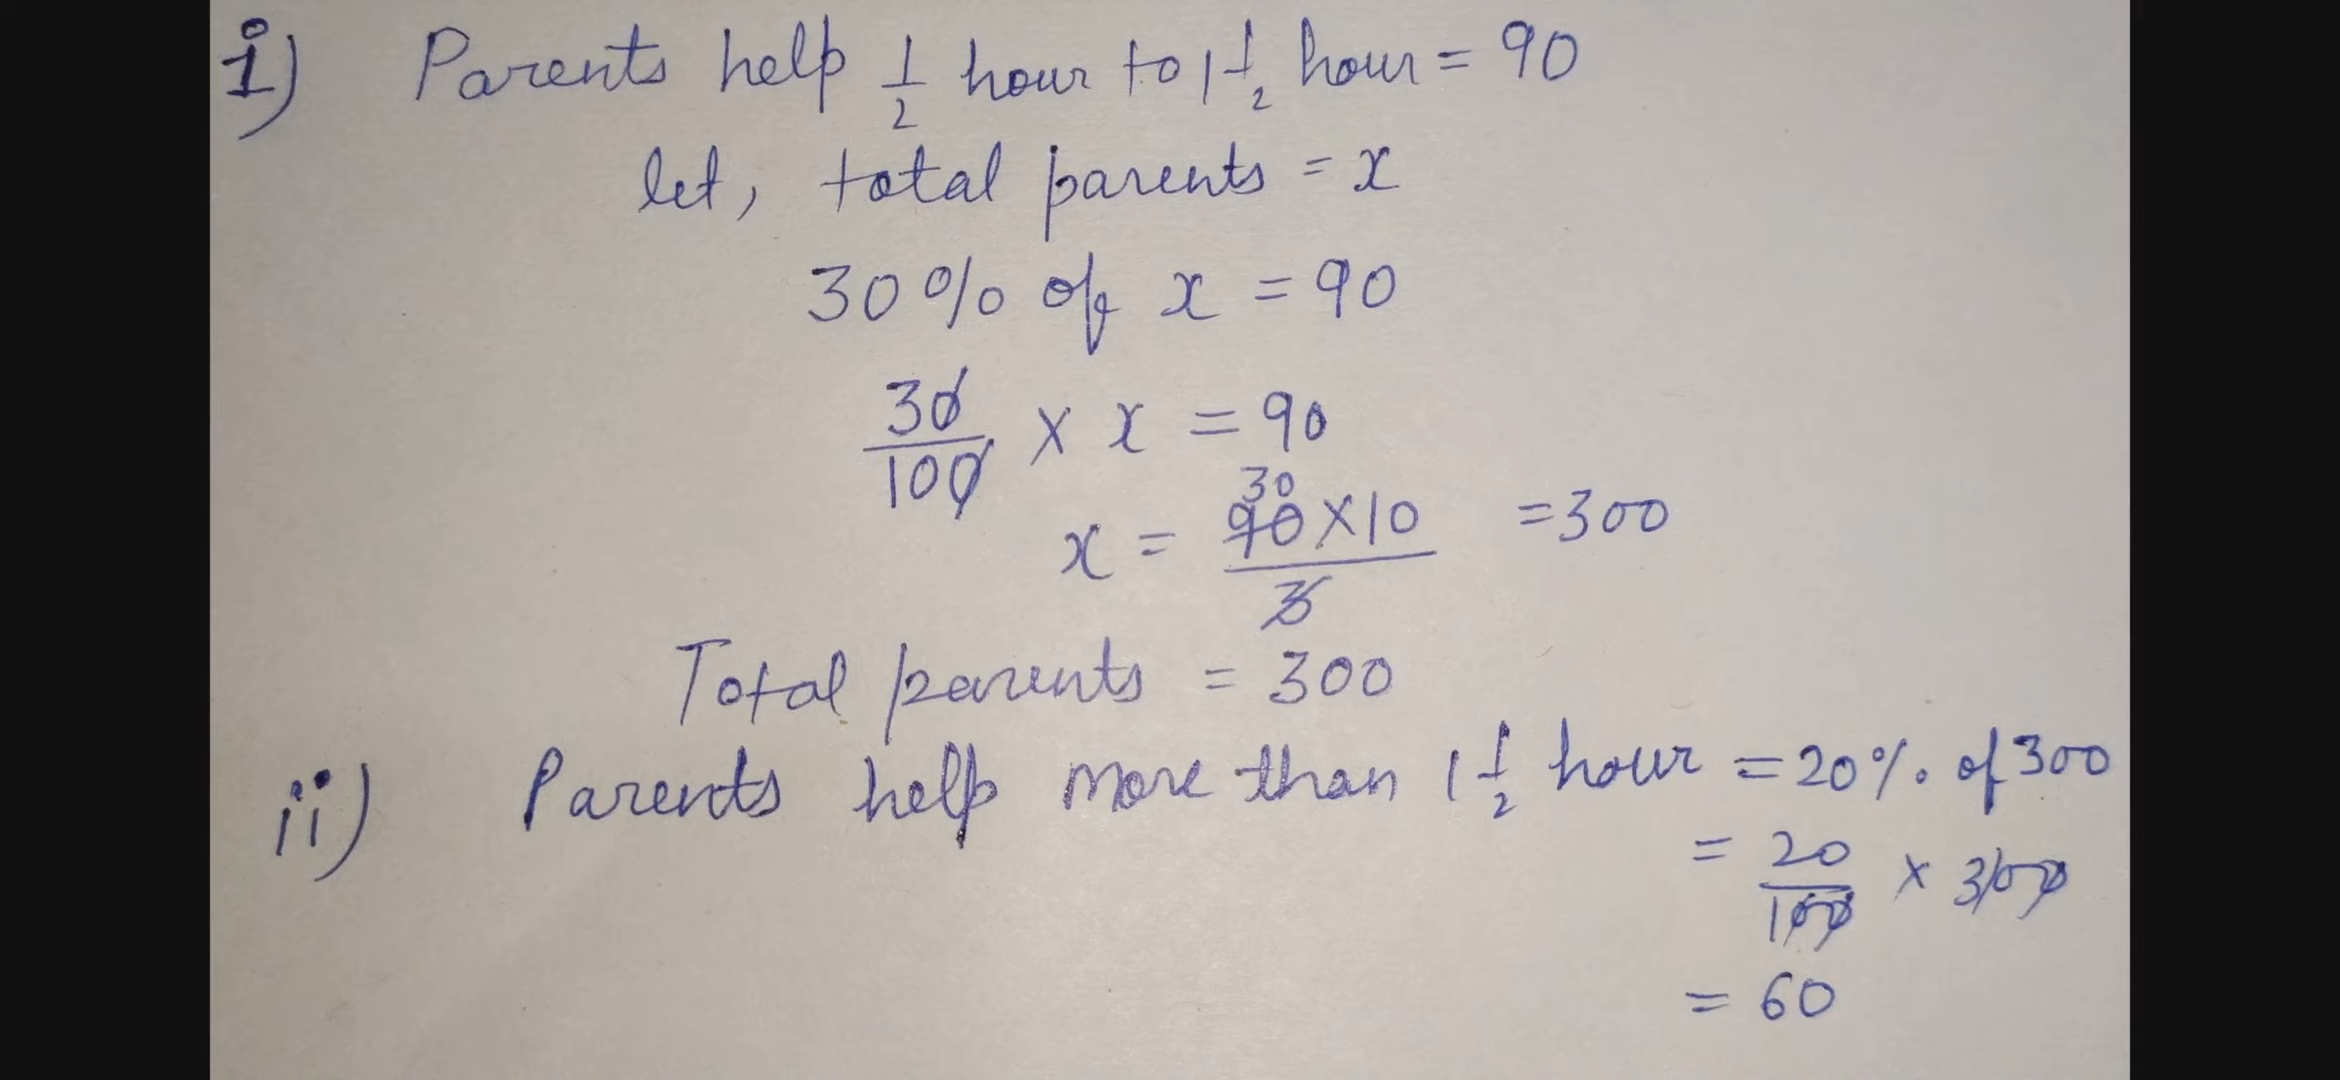 i) Parents help 1/2 hour to 1 1/2 hour = 90
let, total parents = x
30% of x = 90
30/100 × x = 90
x = 90 × 10 / 3 = 300
30
Total parents = 300
ii) Parents help more than 1 1/2 hour = 20% of 300
= 20/100 × 300
= 60